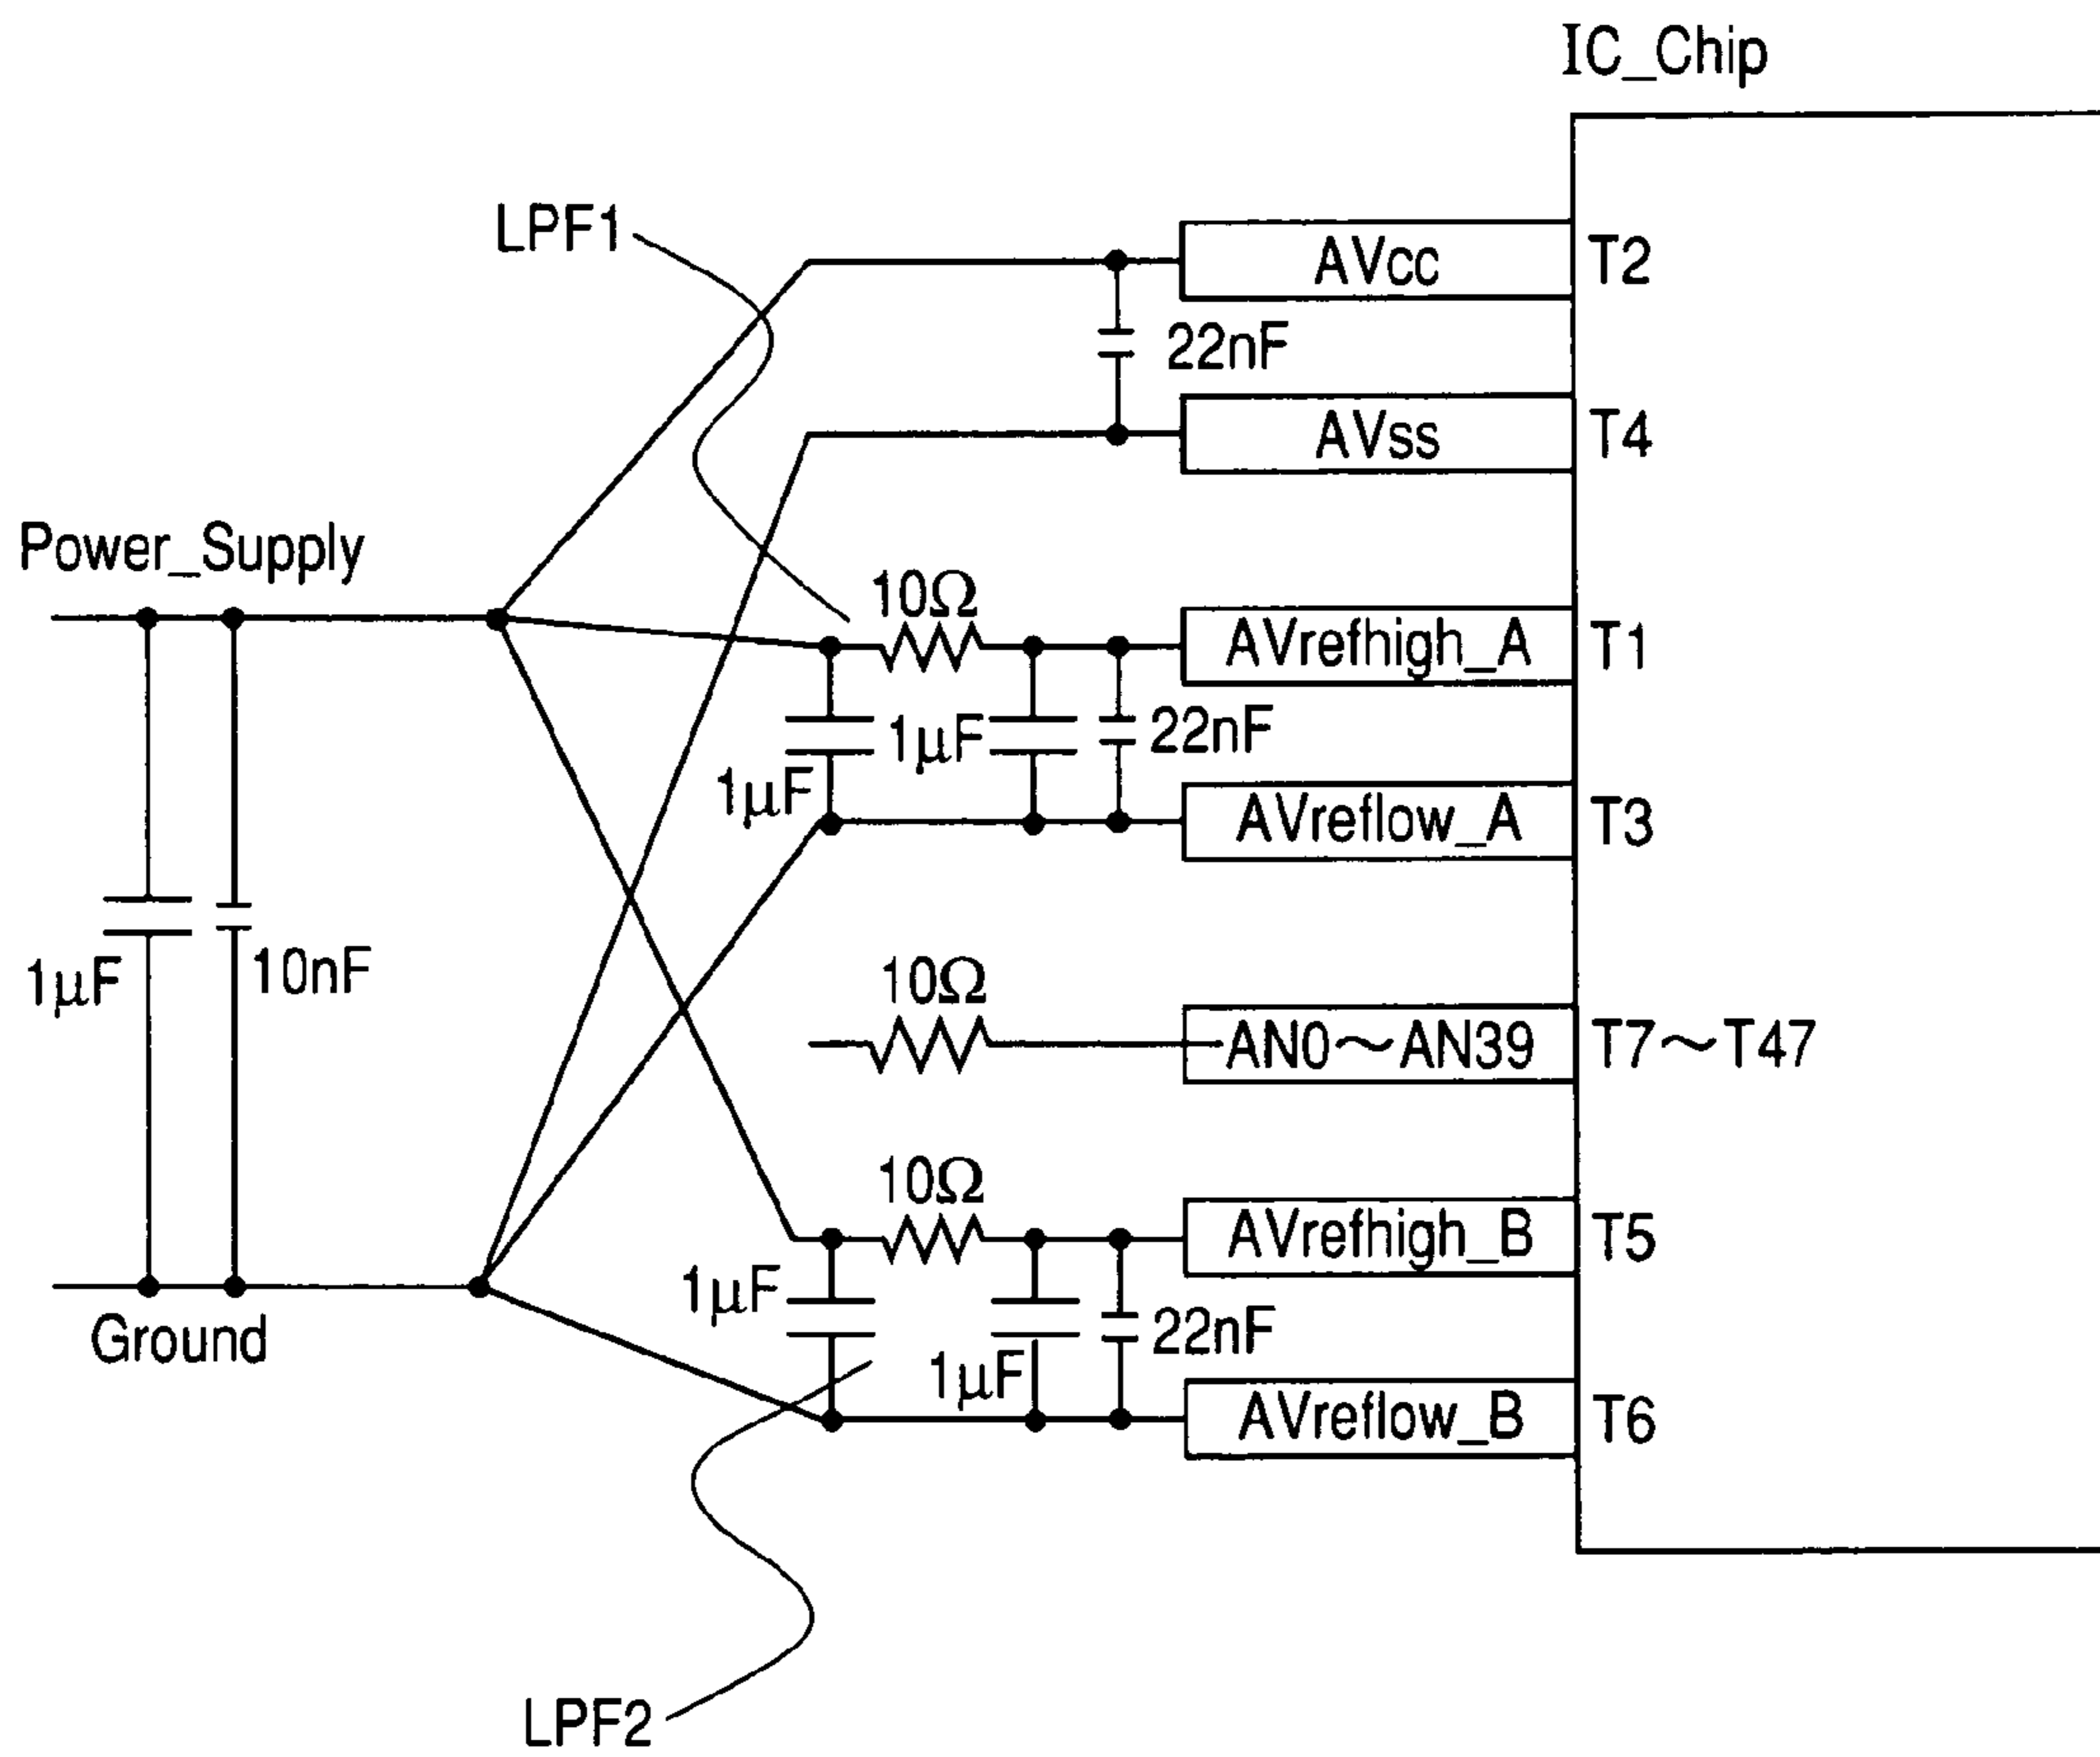 IC_Chip
LPF1
AVcc
T2
22nF
AVss
T4
Power_Supply
10Ω
AVrefhigh_A
T1
1µF
22nF
1µF
AVreflow_A
T3
1µF
10nF
10Ω
AN0～AN39
T7～T47
10Ω
AVrefhigh_B
T5
1µF
22nF
Ground
1µF
AVreflow_B
T6
LPF2